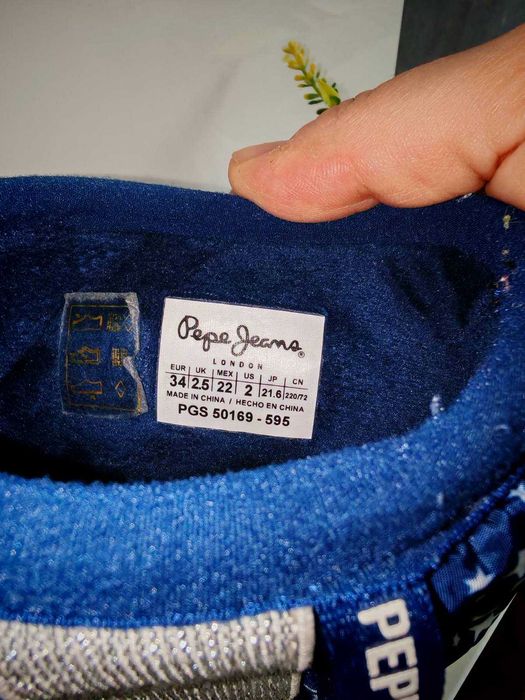 Pepe Jeans®
LONDON
EUR UK MEX US JP CN
34 2.5 22 2 21.6 220/72
MADE IN CHINA / HECHO EN CHINA
PGS 50169 - 595
PEP